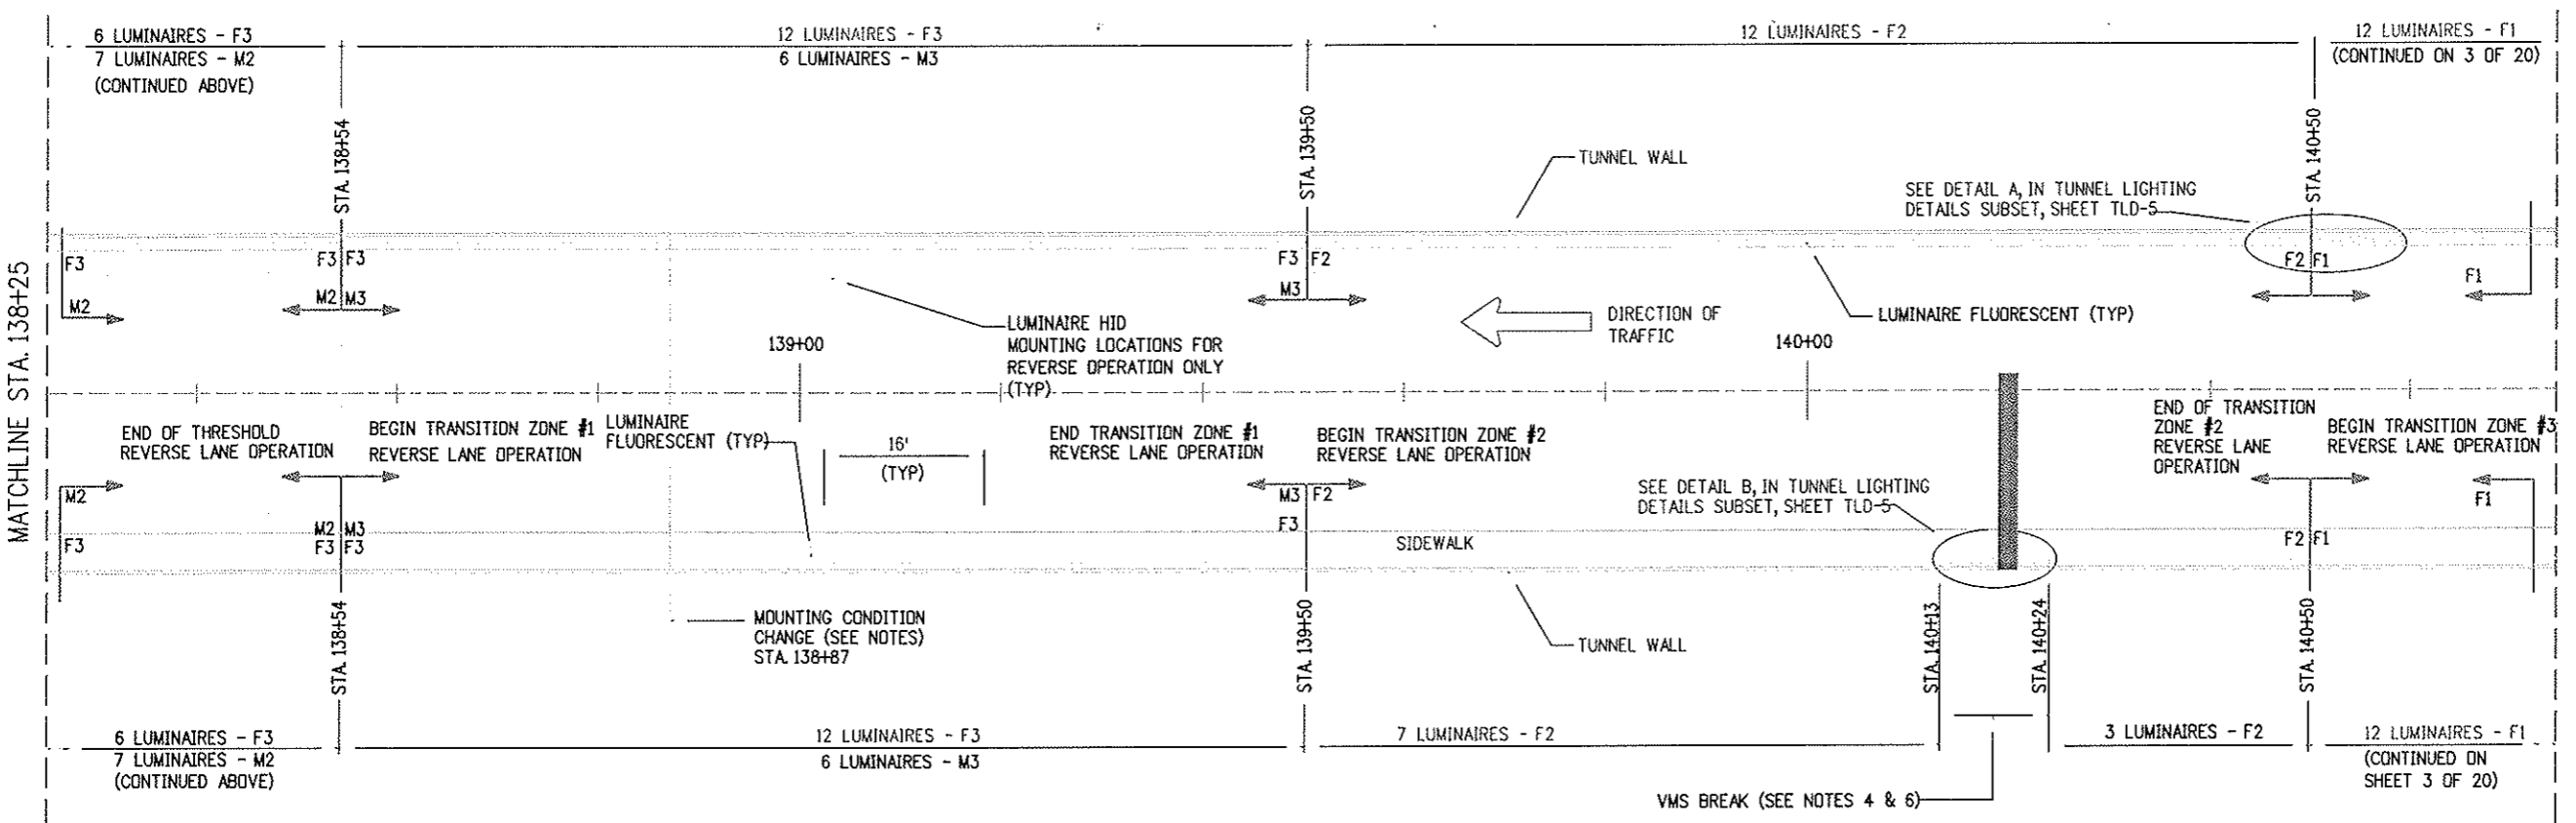 6 LUMINAIRES - F3
7 LUMINAIRES - M2
(CONTINUED ABOVE)
12 LUMINAIRES - F3
6 LUMINAIRES - M3
12 LUMINAIRES - F2
12 LUMINAIRES - F1
(CONTINUED ON 3 OF 20)
STA. 138+54
STA. 139+50
STA. 140+50
TUNNEL WALL
SEE DETAIL A, IN TUNNEL LIGHTING
DETAILS SUBSET, SHEET TLD-5
F3
M2
F3 F3
M2 M3
F3 F2
M3
F2 F1
F1
MATCHLINE STA. 138+25
LUMINAIRE HID
MOUNTING LOCATIONS FOR
REVERSE OPERATION ONLY
(TYP)
DIRECTION OF
TRAFFIC
LUMINAIRE FLUORESCENT (TYP)
139+00
140+00
END OF THRESHOLD
REVERSE LANE OPERATION
BEGIN TRANSITION ZONE #1
REVERSE LANE OPERATION
LUMINAIRE
FLUORESCENT (TYP)
16'
(TYP)
END TRANSITION ZONE #1
REVERSE LANE OPERATION
BEGIN TRANSITION ZONE #2
REVERSE LANE OPERATION
END OF TRANSITION
ZONE #2
REVERSE LANE
OPERATION
BEGIN TRANSITION ZONE #3
REVERSE LANE OPERATION
SEE DETAIL B, IN TUNNEL LIGHTING
DETAILS SUBSET, SHEET TLD-5
M2
F3
M2 M3
F3 F3
M3 F2
F3
F2 F1
F1
SIDEWALK
MOUNTING CONDITION
CHANGE (SEE NOTES)
STA. 138+87
TUNNEL WALL
STA. 138+54
STA. 139+50
STA. 140+13
STA. 140+24
STA. 140+50
6 LUMINAIRES - F3
7 LUMINAIRES - M2
(CONTINUED ABOVE)
12 LUMINAIRES - F3
6 LUMINAIRES - M3
7 LUMINAIRES - F2
3 LUMINAIRES - F2
12 LUMINAIRES - F1
(CONTINUED ON
SHEET 3 OF 20)
VMS BREAK (SEE NOTES 4 & 6)